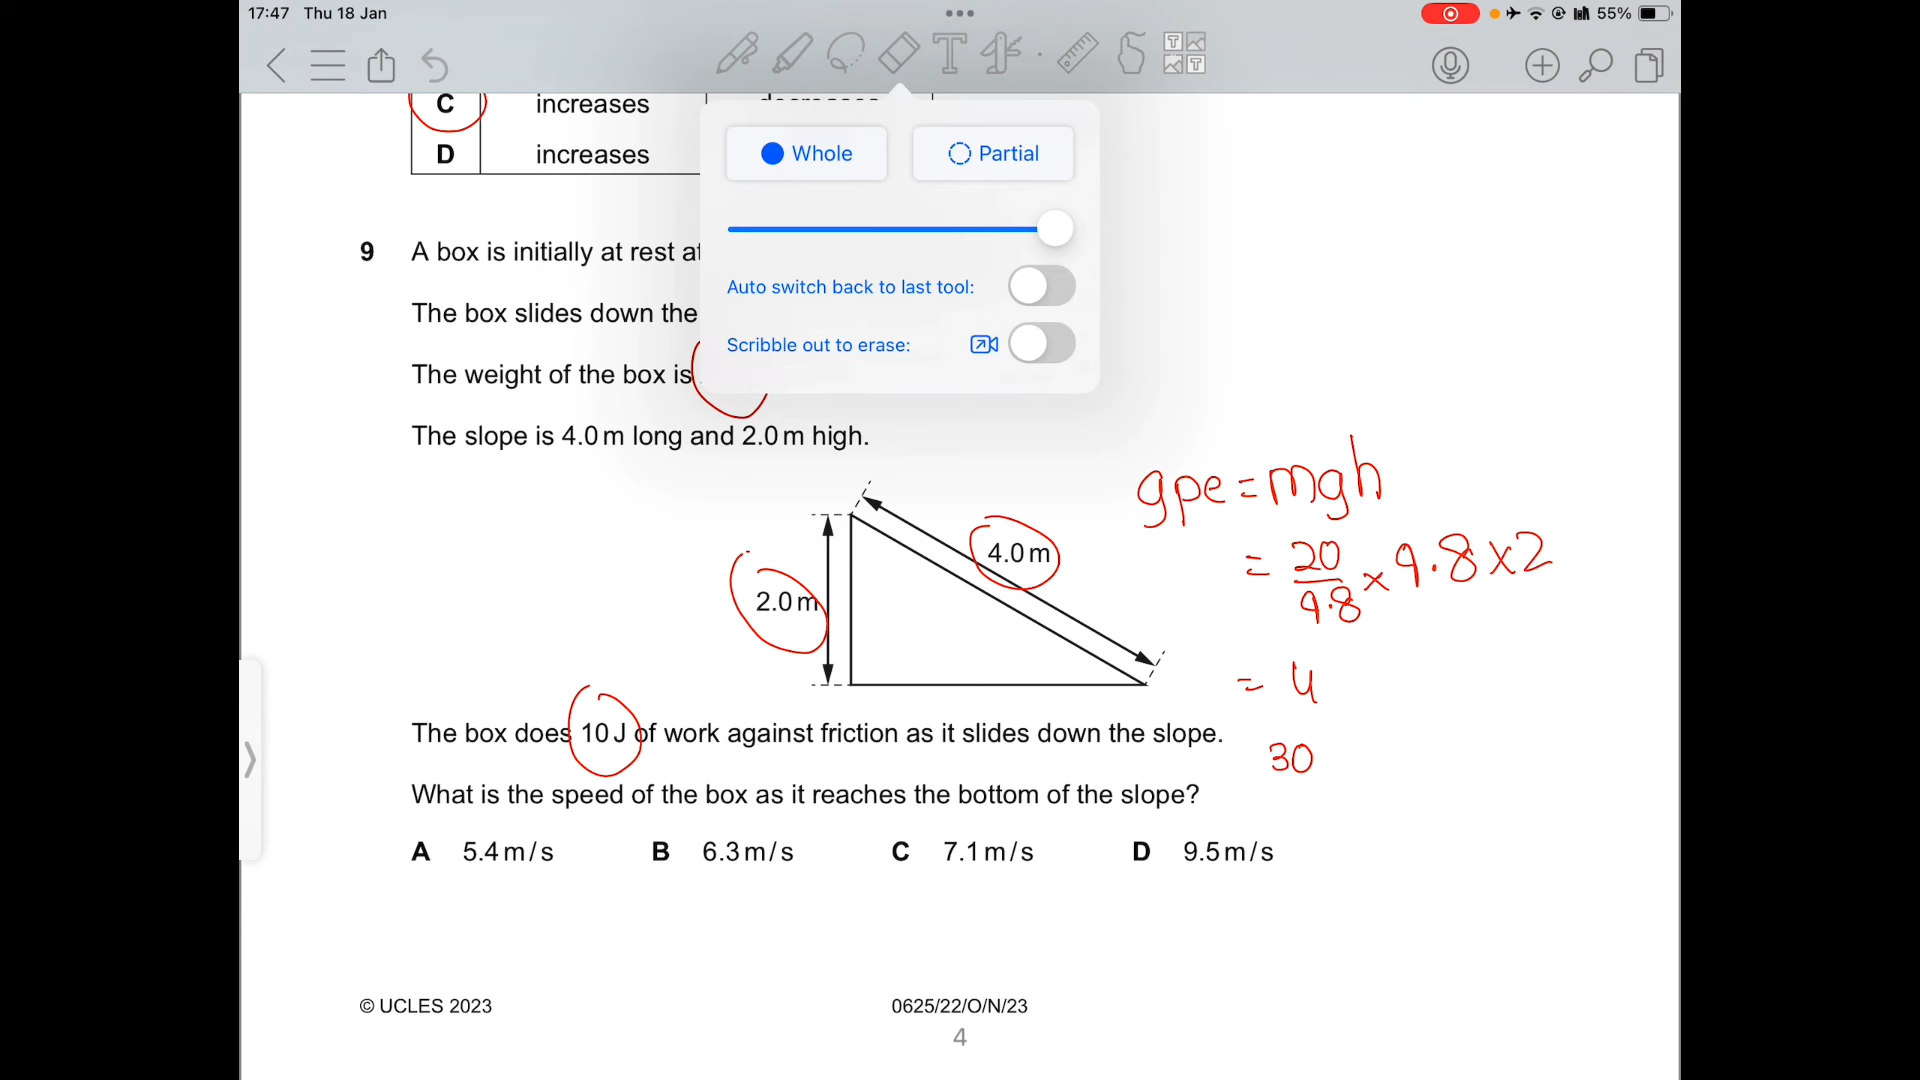 17:47 Thu 18 Jan
55%
C increases
D increases
Whole
Partial
Auto switch back to last tool:
Scribble out to erase:
9 A box is initially at rest at
The box slides down the
The weight of the box is
The slope is 4.0 m long and 2.0 m high.
4.0 m
2.0 m
gpe = mgh
= 20/9.8 × 9.8 × 2
= 4
30
The box does 10 J of work against friction as it slides down the slope.
What is the speed of the box as it reaches the bottom of the slope?
A 5.4 m / s B 6.3 m / s C 7.1 m / s D 9.5 m / s
© UCLES 2023 0625/22/O/N/23
4